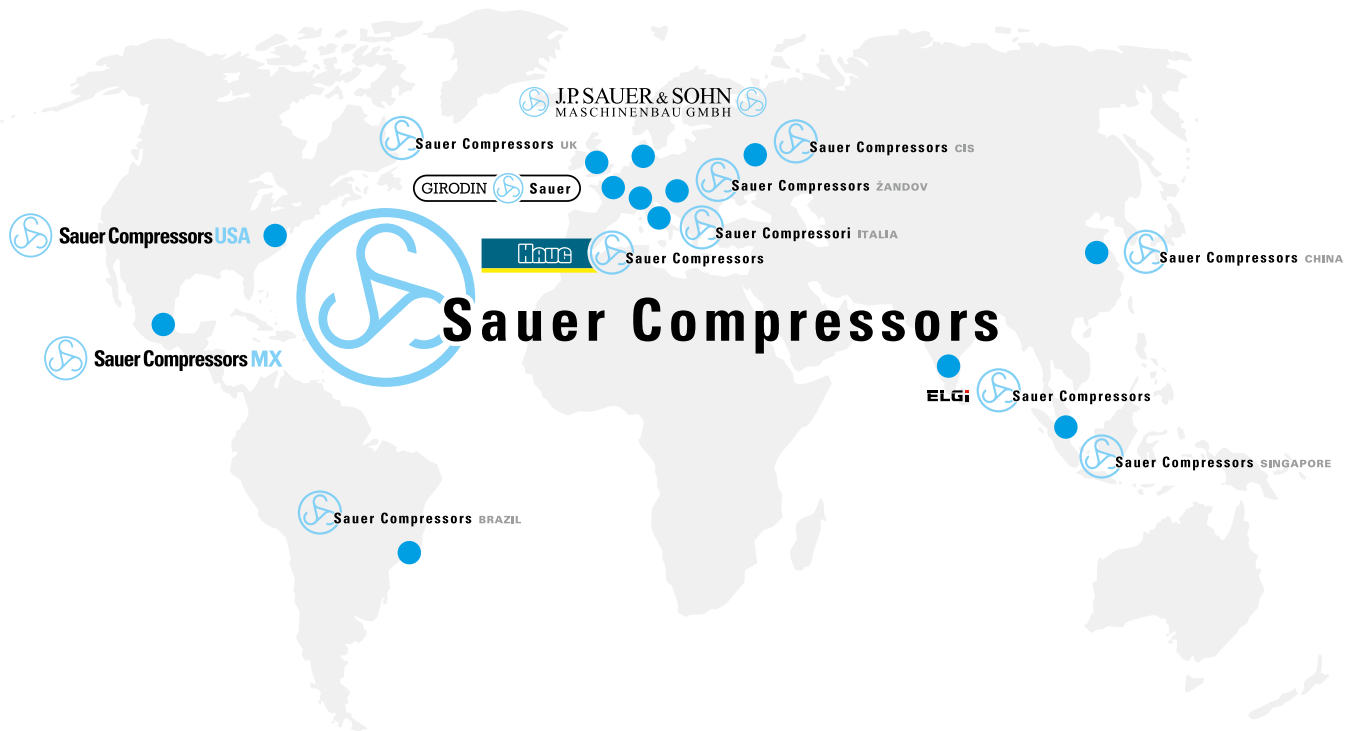 J.P. SAUER & SOHN
MASCHINENBAU GMBH
Sauer Compressors UK
Sauer Compressors CIS
GIRODIN Sauer
Sauer Compressors ŽANDOV
Sauer Compressors USA
Sauer Compressori ITALIA
HAUG Sauer Compressors
Sauer Compressors CHINA
Sauer Compressors
Sauer Compressors MX
ELGi Sauer Compressors
Sauer Compressors SINGAPORE
Sauer Compressors BRAZIL